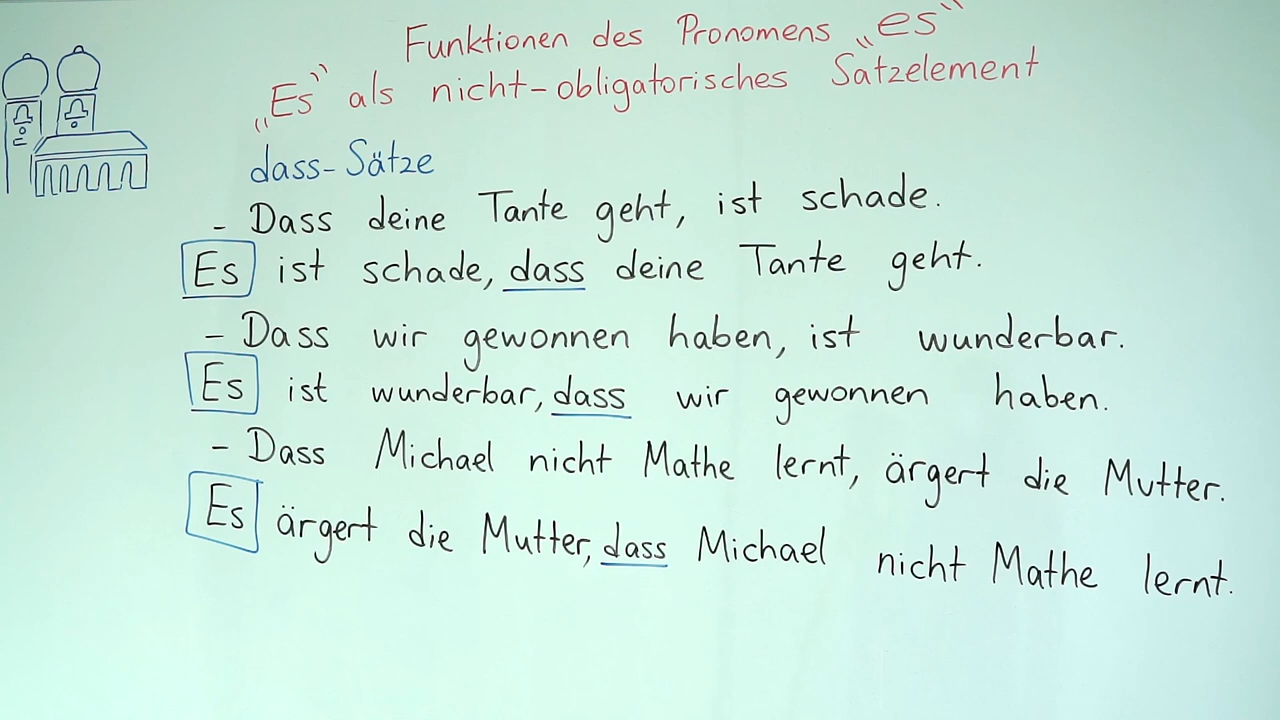 Funktionen des Pronomens „es“
„Es“ als nicht-obligatorisches Satzelement
dass-Sätze
- Dass deine Tante geht, ist schade.
Es ist schade, dass deine Tante geht.
- Dass wir gewonnen haben, ist wunderbar.
Es ist wunderbar, dass wir gewonnen haben.
- Dass Michael nicht Mathe lernt, ärgert die Mutter.
Es ärgert die Mutter, dass Michael nicht Mathe lernt.